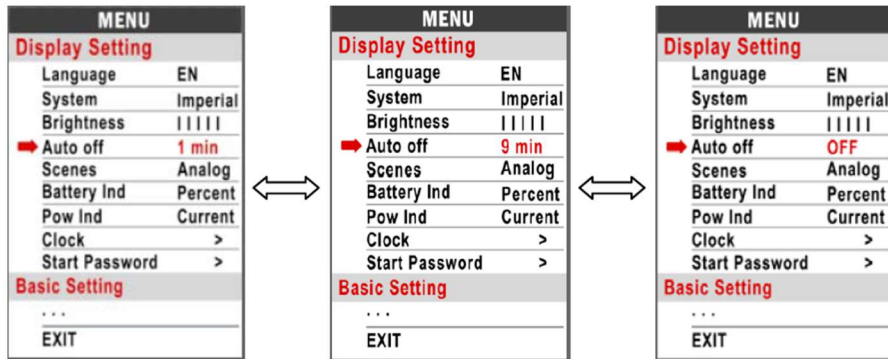 MENU
Display Setting
Language EN
System Imperial
Brightness | | | | |
Auto off 1 min
Scenes Analog
Battery Ind Percent
Pow Ind Current
Clock >
Start Password >
Basic Setting
...
EXIT
MENU
Display Setting
Language EN
System Imperial
Brightness | | | | |
Auto off 9 min
Scenes Analog
Battery Ind Percent
Pow Ind Current
Clock >
Start Password >
Basic Setting
...
EXIT
MENU
Display Setting
Language EN
System Imperial
Brightness | | | | |
Auto off OFF
Scenes Analog
Battery Ind Percent
Pow Ind Current
Clock >
Start Password >
Basic Setting
...
EXIT